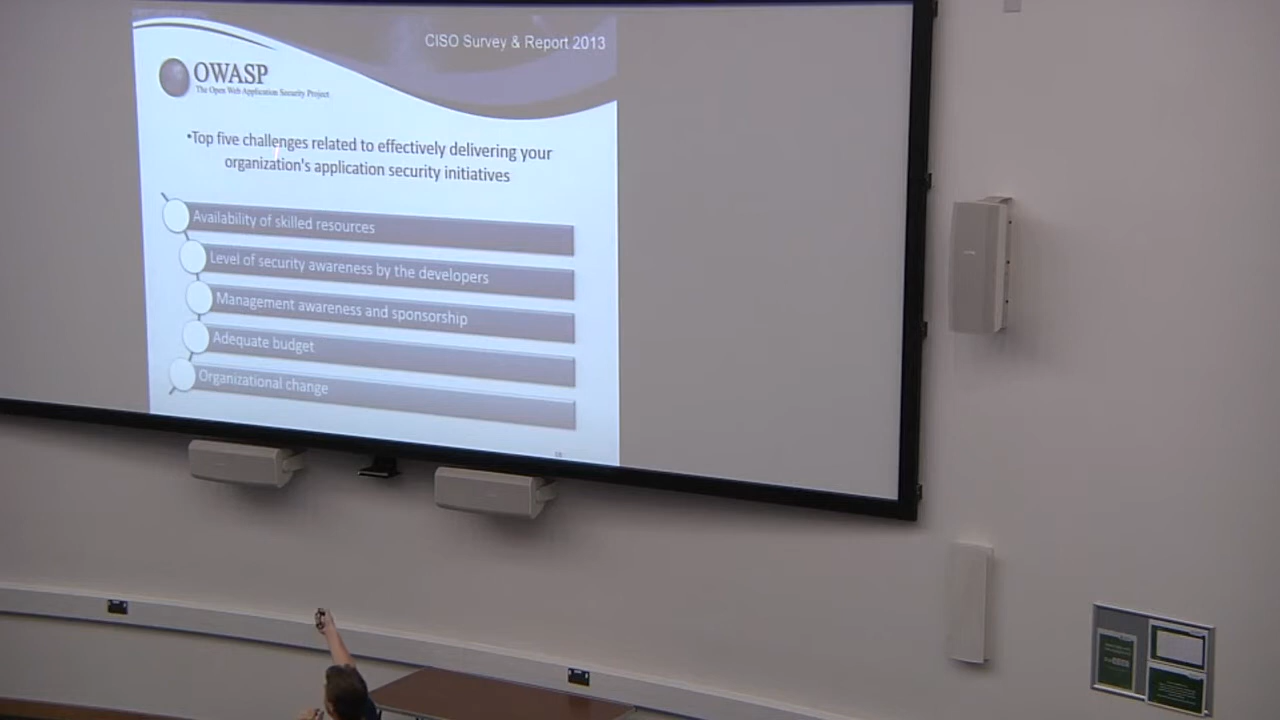 CISO Survey & Report 2013
OWASP
The Open Web Application Security Project
•Top five challenges related to effectively delivering your
organization's application security initiatives
Availability of skilled resources
Level of security awareness by the developers
Management awareness and sponsorship
Adequate budget
Organizational change